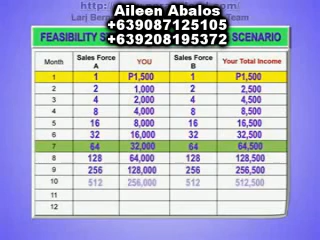 http:
Aileen Abalos
+639087125105
+639208195372
FEASIBILITY S SCENARIO
Month Sales Force A YOU Sales Force B Your Total Income
1 1 P1,500 1 P1,500
2 2 1,000 2 2,500
3 4 2,000 4 4,500
4 8 4,000 8 8,500
5 16 8,000 16 16,500
6 32 16,000 32 32,500
7 64 32,000 64 64,500
8 128 64,000 128 128,500
9 256 128,000 256 256,500
10 512 256,000 512 512,500
11
12